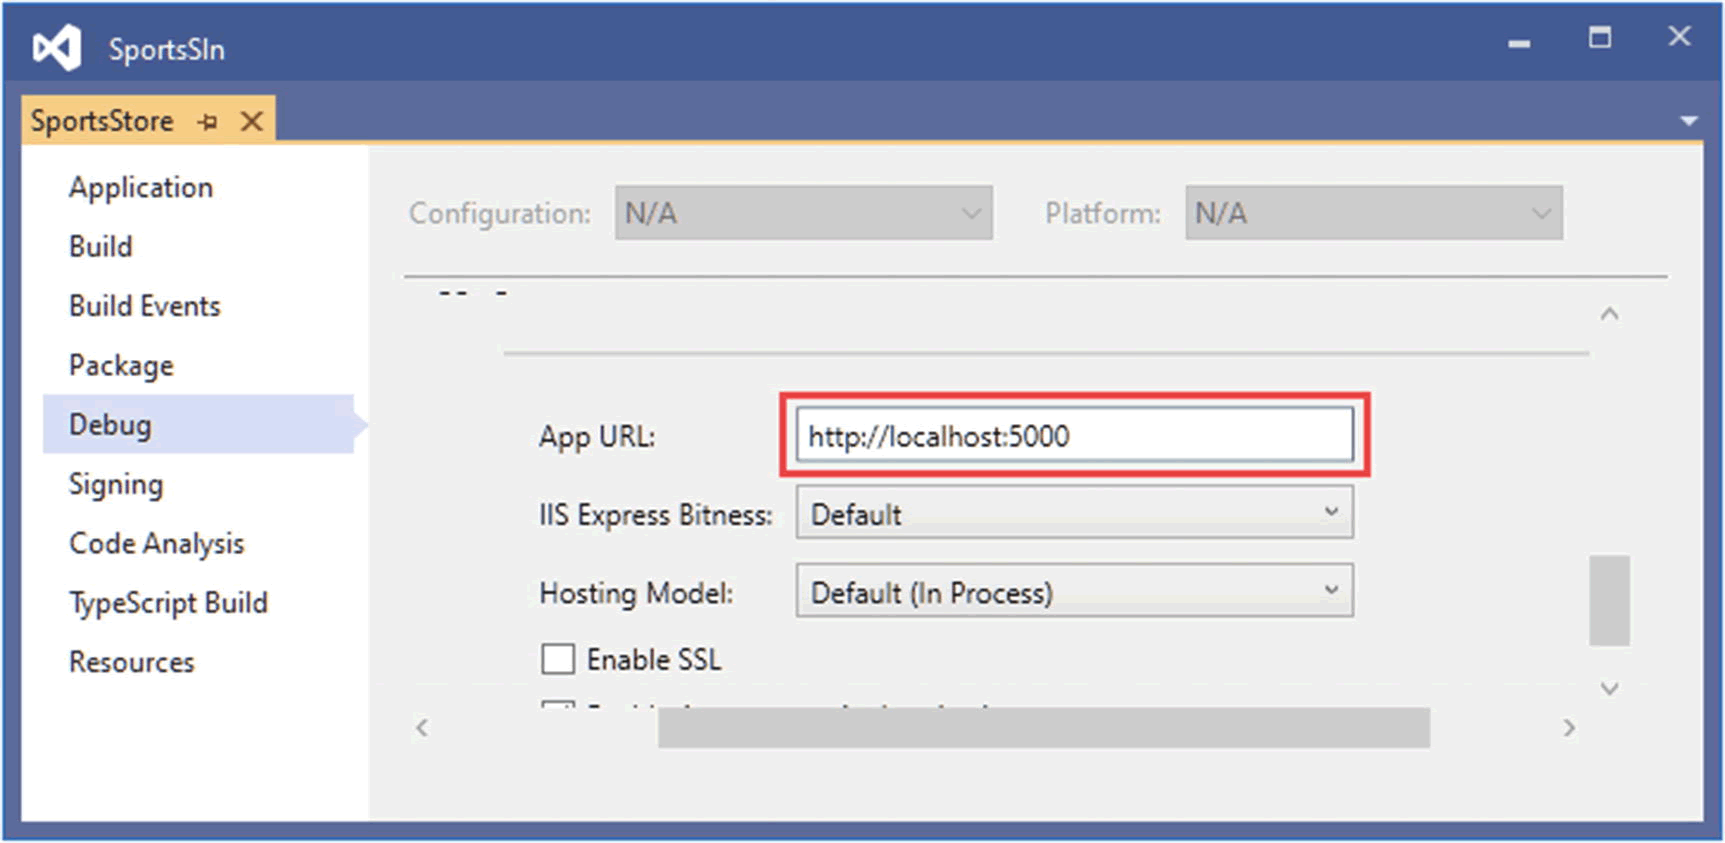 SportsSln
SportsStore
Application
Build
Build Events
Package
Debug
Signing
Code Analysis
TypeScript Build
Resources
Configuration: N/A Platform: N/A
App URL: http://localhost:5000
IIS Express Bitness: Default
Hosting Model: Default (In Process)
Enable SSL